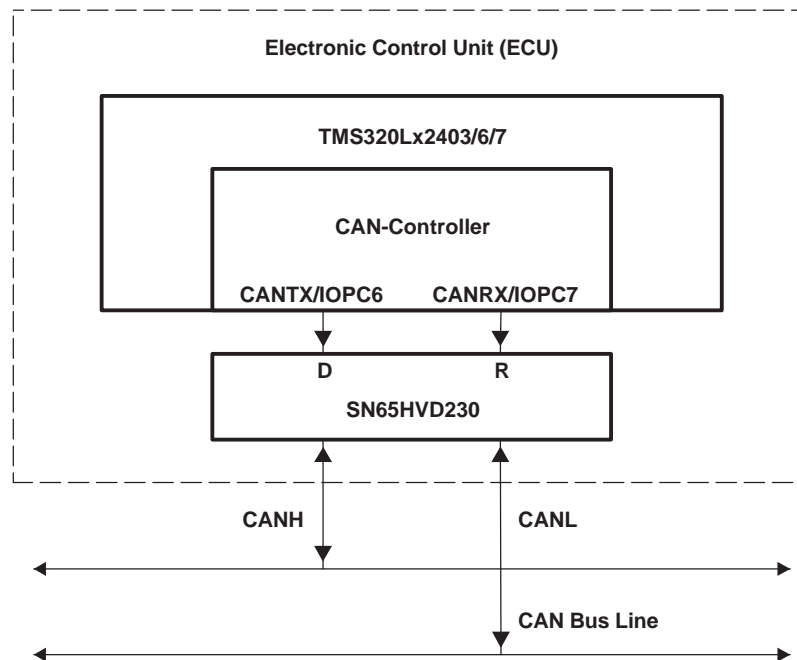 Electronic Control Unit (ECU)
TMS320Lx2403/6/7
CAN-Controller
CANTX/IOPC6 CANRX/IOPC7
D R
SN65HVD230
CANH CANL
CAN Bus Line